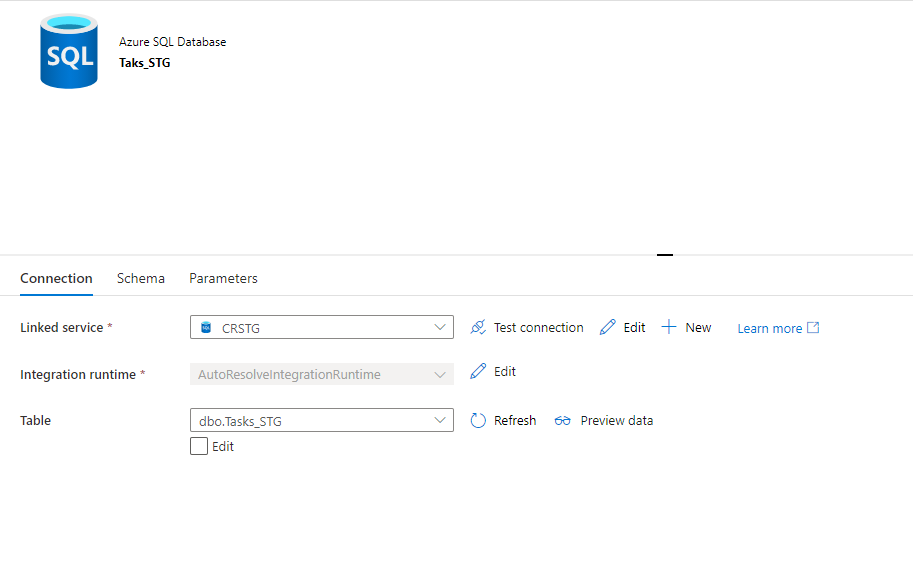 SQL
Azure SQL Database
Taks_STG
Connection Schema Parameters
Linked service * CRSTG Test connection Edit New Learn more
Integration runtime * AutoResolveIntegrationRuntime Edit
Table dbo.Tasks_STG Refresh Preview data
Edit